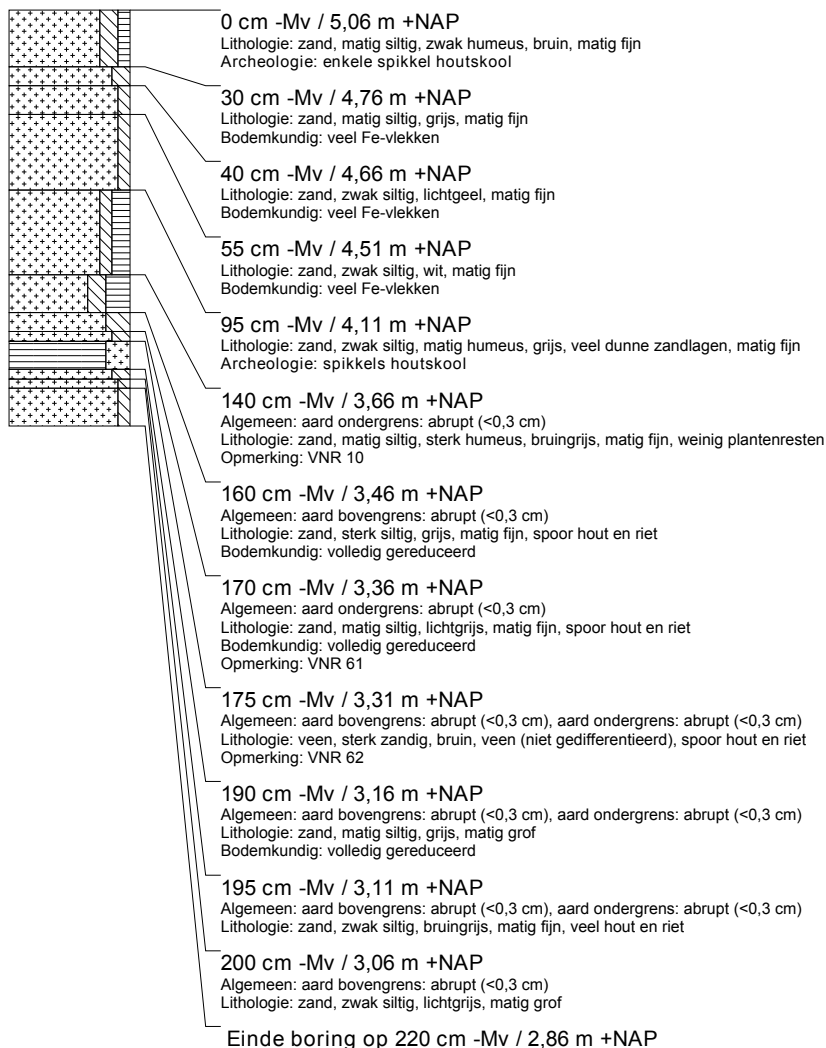 0 cm -Mv / 5,06 m +NAP
Lithologie: zand, matig siltig, zwak humeus, bruin, matig fijn
Archeologie: enkele spikkel houtskool
30 cm -Mv / 4,76 m +NAP
Lithologie: zand, matig siltig, grijs, matig fijn
Bodemkundig: veel Fe-vlekken
40 cm -Mv / 4,66 m +NAP
Lithologie: zand, zwak siltig, lichtgeel, matig fijn
Bodemkundig: veel Fe-vlekken
55 cm -Mv / 4,51 m +NAP
Lithologie: zand, zwak siltig, wit, matig fijn
Bodemkundig: veel Fe-vlekken
95 cm -Mv / 4,11 m +NAP
Lithologie: zand, zwak siltig, matig humeus, grijs, veel dunne zandlagen, matig fijn
Archeologie: spikkels houtskool
140 cm -Mv / 3,66 m +NAP
Algemeen: aard ondergrens: abrupt (<0,3 cm)
Lithologie: zand, matig siltig, sterk humeus, bruingrijs, matig fijn, weinig plantenresten
Opmerking: VNR 10
160 cm -Mv / 3,46 m +NAP
Algemeen: aard bovengrens: abrupt (<0,3 cm)
Lithologie: zand, sterk siltig, grijs, matig fijn, spoor hout en riet
Bodemkundig: volledig gereduceerd
170 cm -Mv / 3,36 m +NAP
Algemeen: aard ondergrens: abrupt (<0,3 cm)
Lithologie: zand, matig siltig, lichtgrijs, matig fijn, spoor hout en riet
Bodemkundig: volledig gereduceerd
Opmerking: VNR 61
175 cm -Mv / 3,31 m +NAP
Algemeen: aard bovengrens: abrupt (<0,3 cm), aard ondergrens: abrupt (<0,3 cm)
Lithologie: veen, sterk zandig, bruin, veen (niet gedifferentieerd), spoor hout en riet
Opmerking: VNR 62
190 cm -Mv / 3,16 m +NAP
Algemeen: aard bovengrens: abrupt (<0,3 cm), aard ondergrens: abrupt (<0,3 cm)
Lithologie: zand, matig siltig, grijs, matig grof
Bodemkundig: volledig gereduceerd
195 cm -Mv / 3,11 m +NAP
Algemeen: aard bovengrens: abrupt (<0,3 cm), aard ondergrens: abrupt (<0,3 cm)
Lithologie: zand, zwak siltig, bruingrijs, matig fijn, veel hout en riet
200 cm -Mv / 3,06 m +NAP
Algemeen: aard bovengrens: abrupt (<0,3 cm)
Lithologie: zand, zwak siltig, lichtgrijs, matig grof
Einde boring op 220 cm -Mv / 2,86 m +NAP